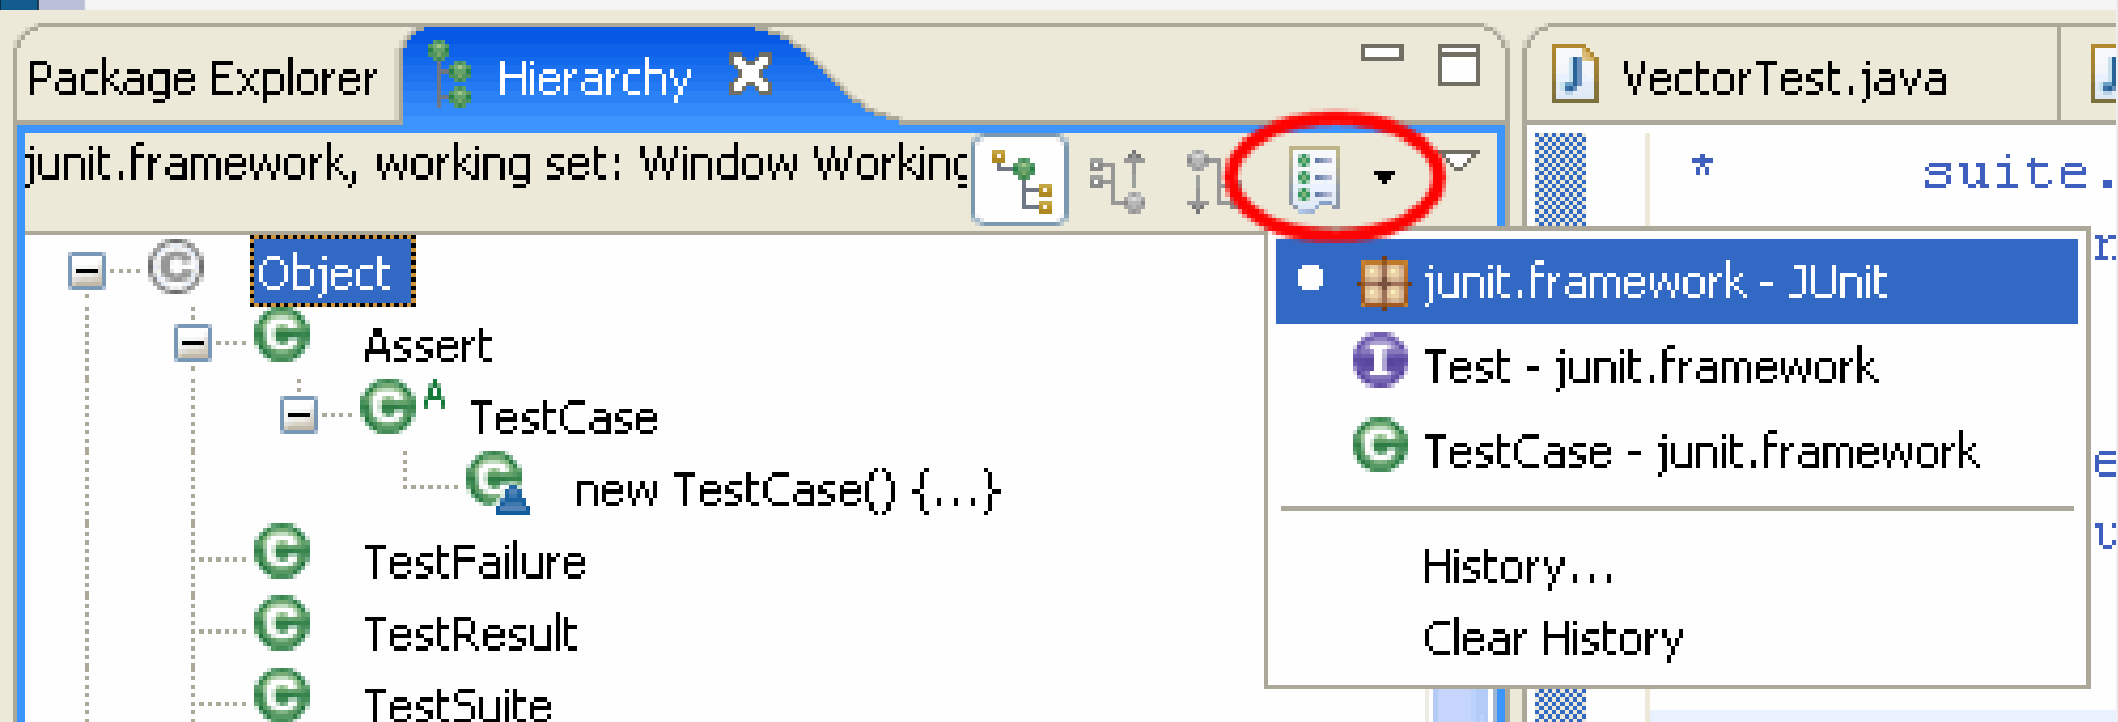 Package Explorer
Hierarchy
VectorTest.java
junit.framework, working set: Window Working
* suite.
Object
Assert
A
TestCase
new TestCase() {...}
TestFailure
TestResult
TestSuite
junit.framework - JUnit
Test - junit.framework
TestCase - junit.framework
History...
Clear History